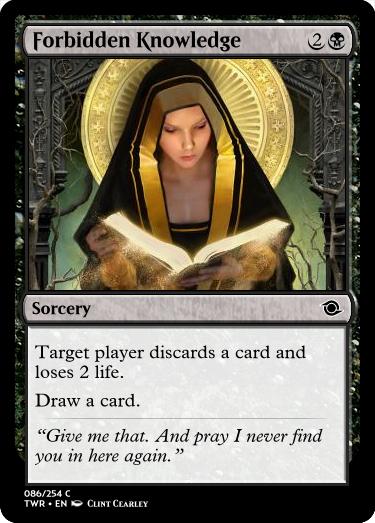 Forbidden Knowledge 2
Sorcery
Target player discards a card and
loses 2 life.
Draw a card.
“Give me that. And pray I never find
you in here again.”
086/254 C
TWR • EN Clint Cearley